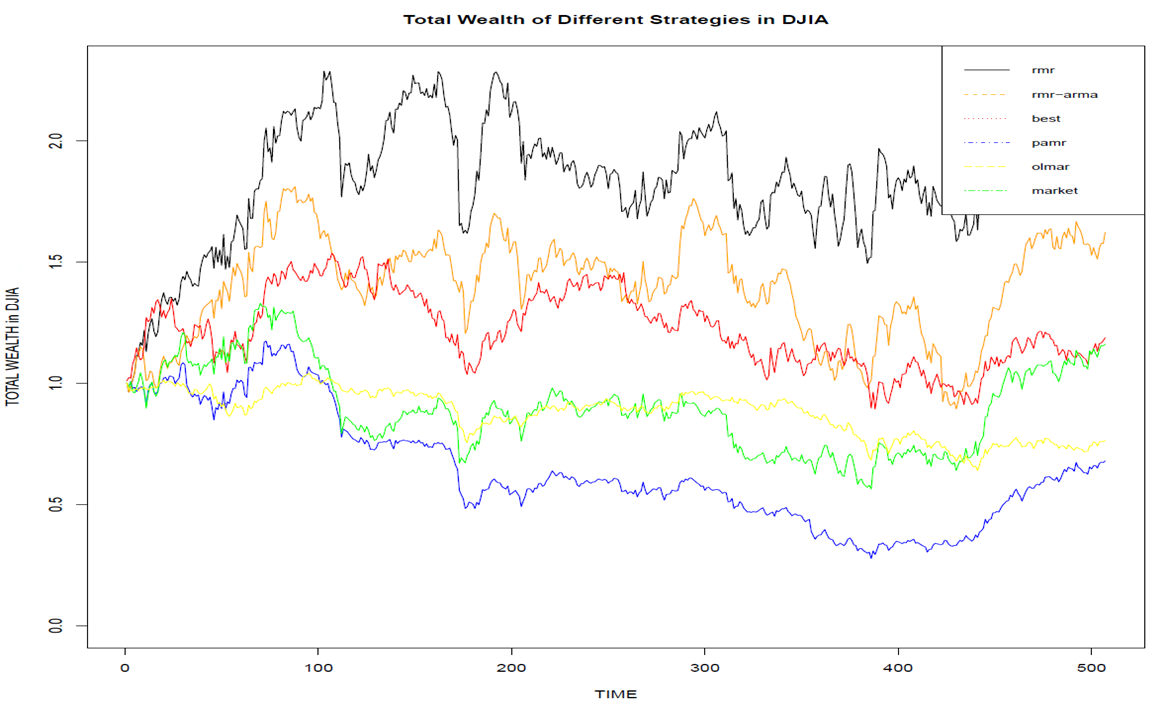 Total Wealth of Different Strategies in DJIA
TOTAL WEALTH in DJIA
2.0
1.5
1.0
0.5
0.0
0 100 200 300 400 500
TIME
rmr
rmr−arma
best
pamr
olmar
market